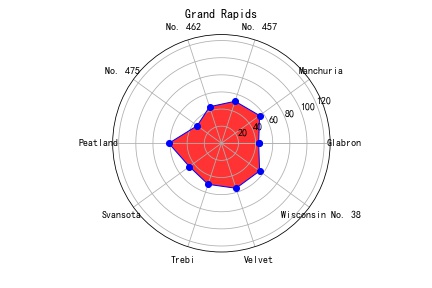 Grand Rapids
No. 462
No. 457
No. 475
Manchuria
20
40
60
80
100
120
Peatland
Glabron
Svansota
Wisconsin No. 38
Trebi
Velvet